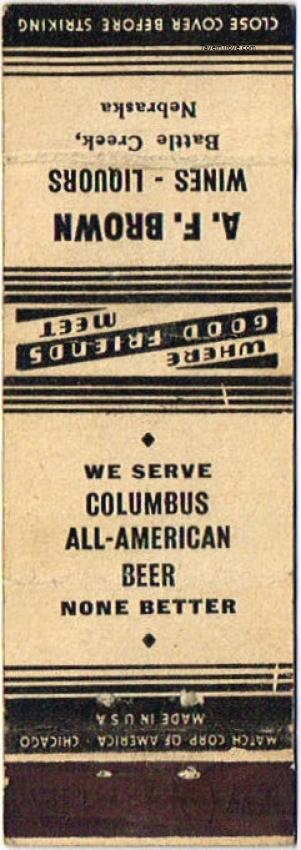 CLOSE COVER BEFORE STRIKING
A. F. BROWN
WINES - LIQUORS
Battle Creek,
Nebraska
WHERE
GOOD FRIENDS
MEET
WE SERVE
COLUMBUS
ALL-AMERICAN
BEER
NONE BETTER
MADE IN U S A
MATCH CORP OF AMERICA · CHICAGO